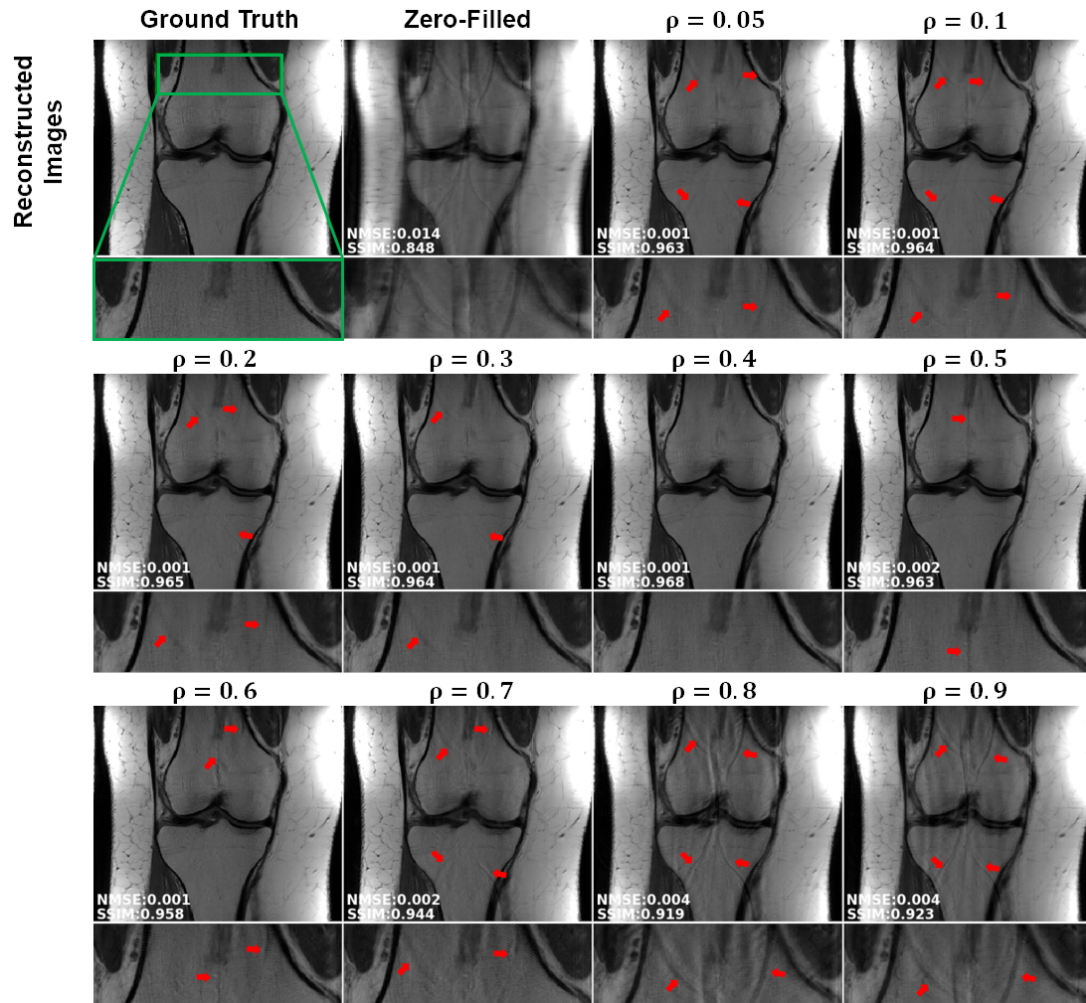 Ground Truth
Zero-Filled
ρ = 0.05
ρ = 0.1
Reconstructed
Images
NMSE:0.014
SSIM:0.848
NMSE:0.001
SSIM:0.963
NMSE:0.001
SSIM:0.964
ρ = 0.2
ρ = 0.3
ρ = 0.4
ρ = 0.5
NMSE:0.001
SSIM:0.965
NMSE:0.001
SSIM:0.964
NMSE:0.001
SSIM:0.968
NMSE:0.002
SSIM:0.963
ρ = 0.6
ρ = 0.7
ρ = 0.8
ρ = 0.9
NMSE:0.001
SSIM:0.958
NMSE:0.002
SSIM:0.944
NMSE:0.004
SSIM:0.919
NMSE:0.004
SSIM:0.923